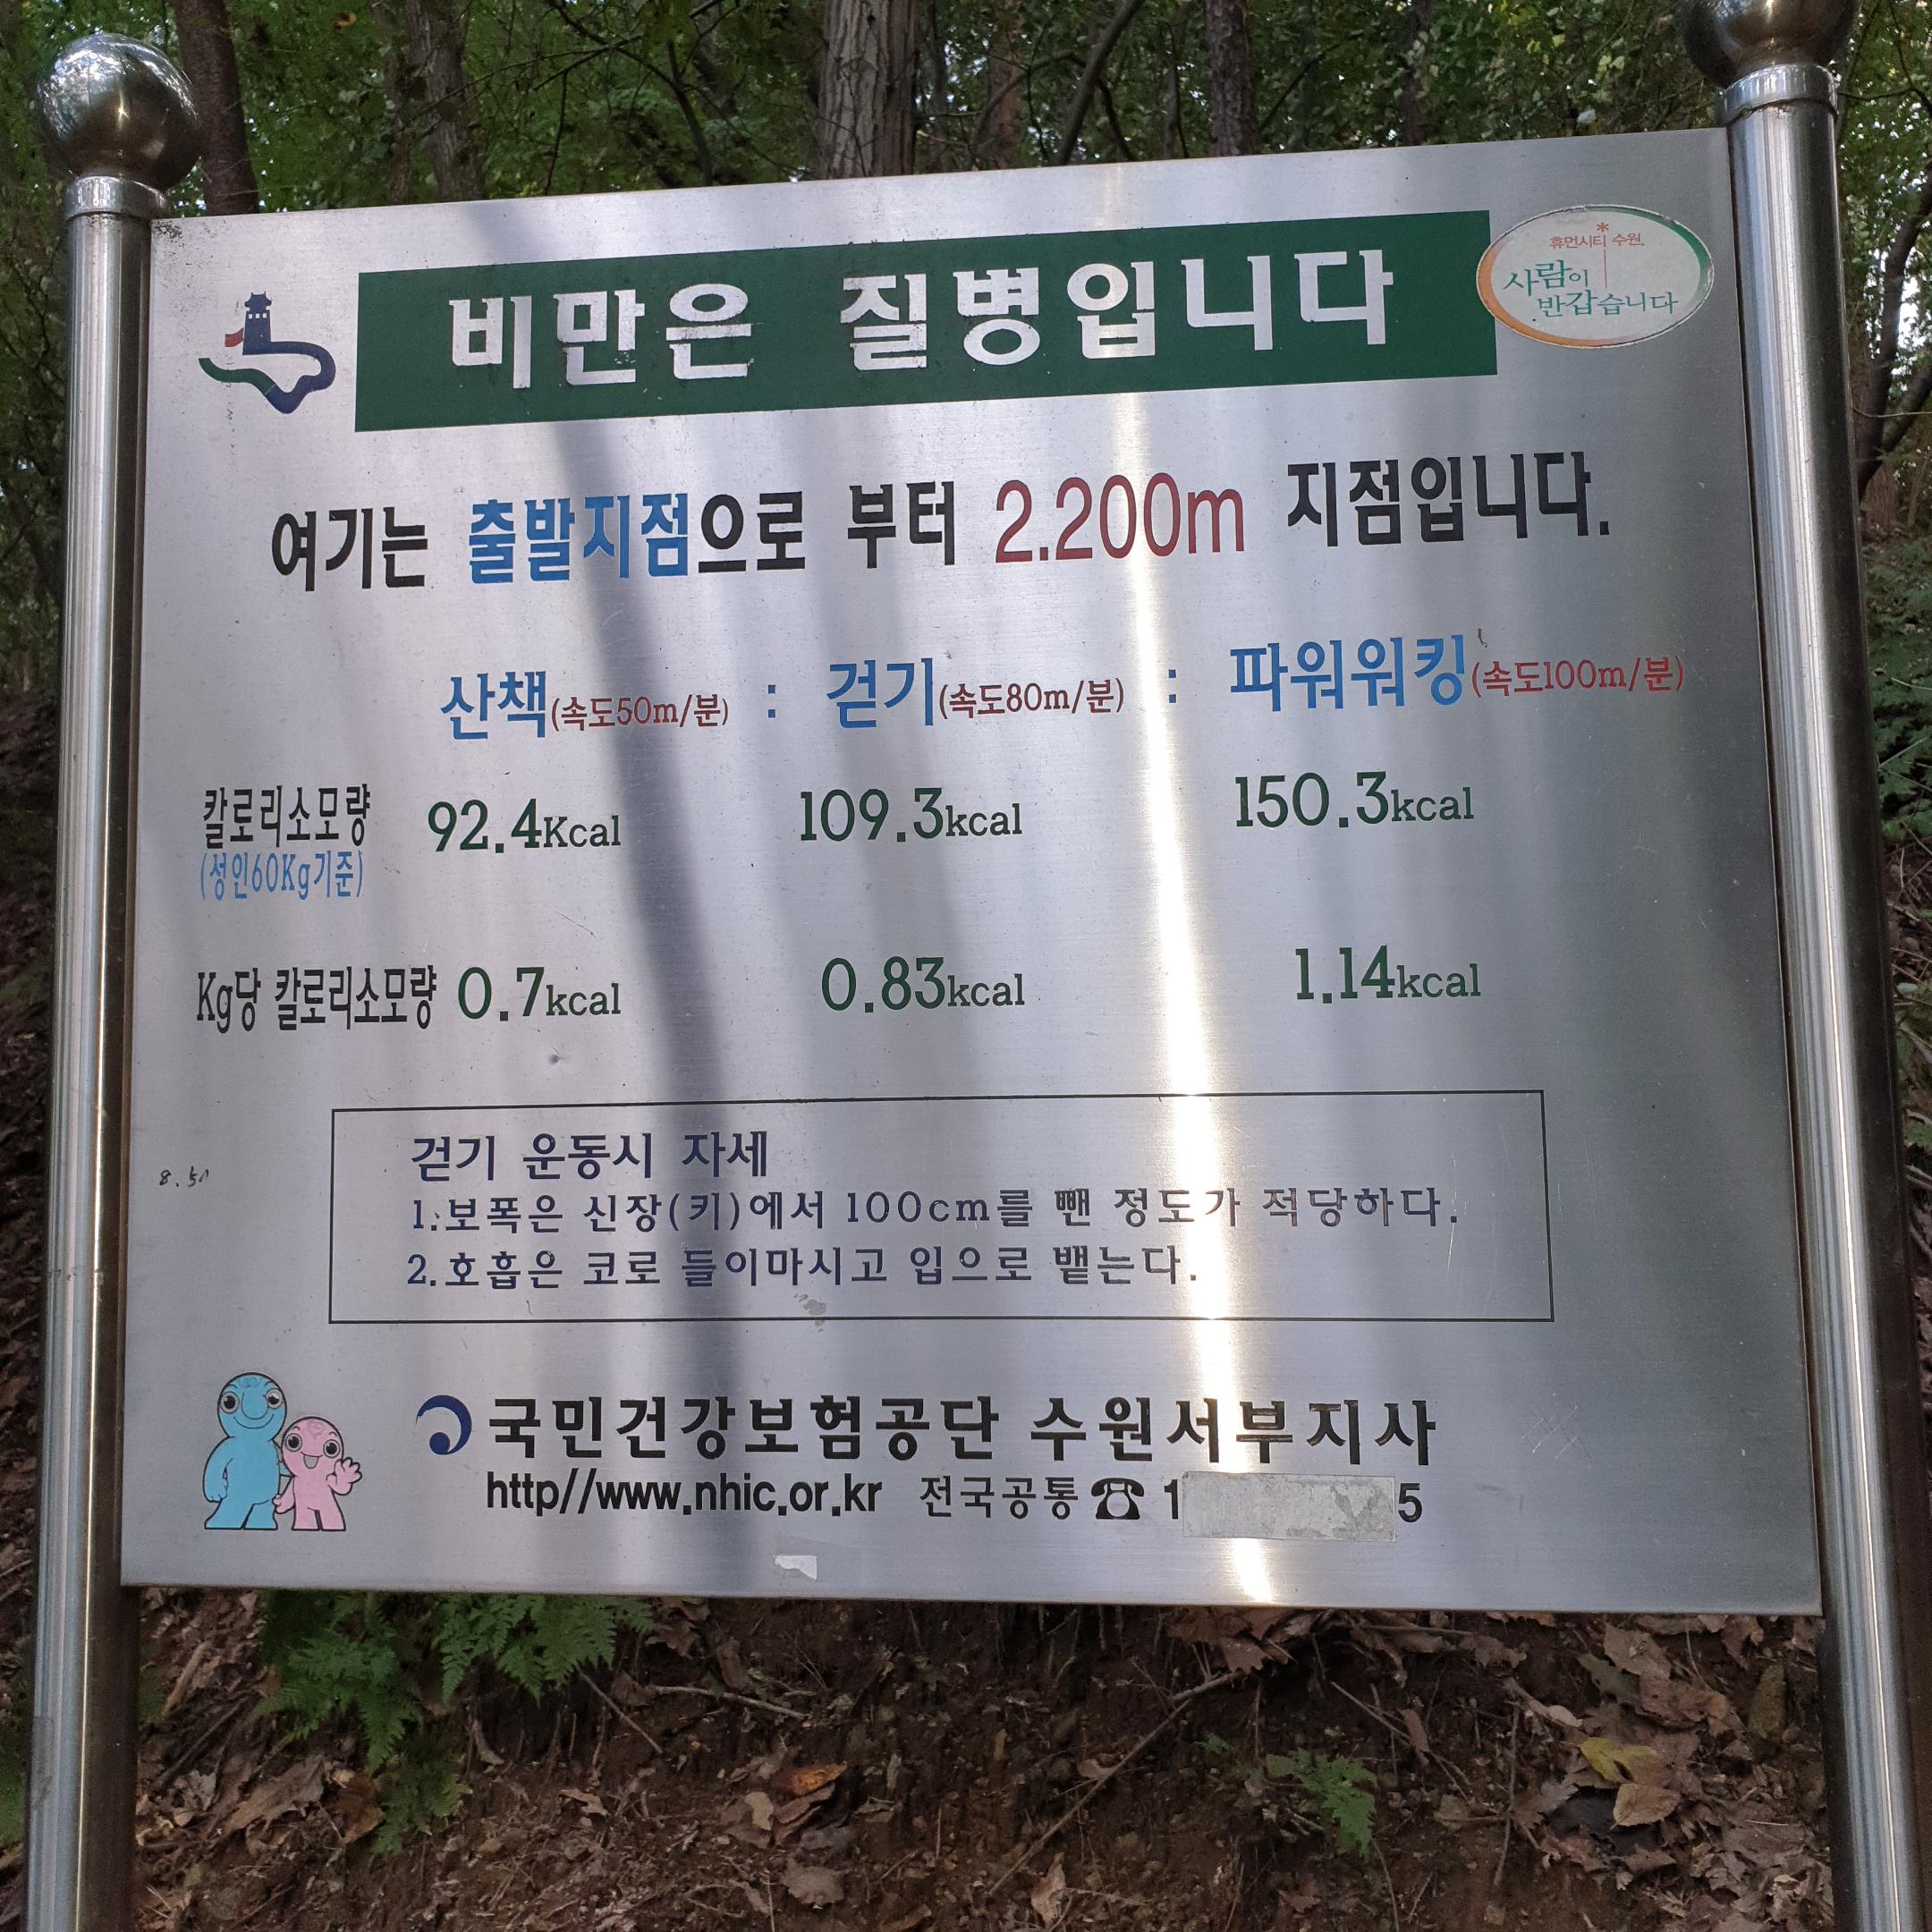 비만은 질병입니다
휴먼시티 수원,
사람이
반갑습니다
여기는 출발지점으로 부터 2.200m 지점입니다.
산책(속도50m/분) : 걷기(속도80m/분) : 파워워킹(속도100m/분)
칼로리소모량 92.4Kcal 109.3kcal 150.3kcal
(성인60Kg기준)
Kg당 칼로리소모량 0.7kcal 0.83kcal 1.14kcal
걷기 운동시 자세
1.보폭은 신장(키)에서 100cm를 뺀 정도가 적당하다.
2.호흡은 코로 들이마시고 입으로 뱉는다.
국민건강보험공단 수원서부지사
http//www.nhic.or.kr 전국공통☎1 5